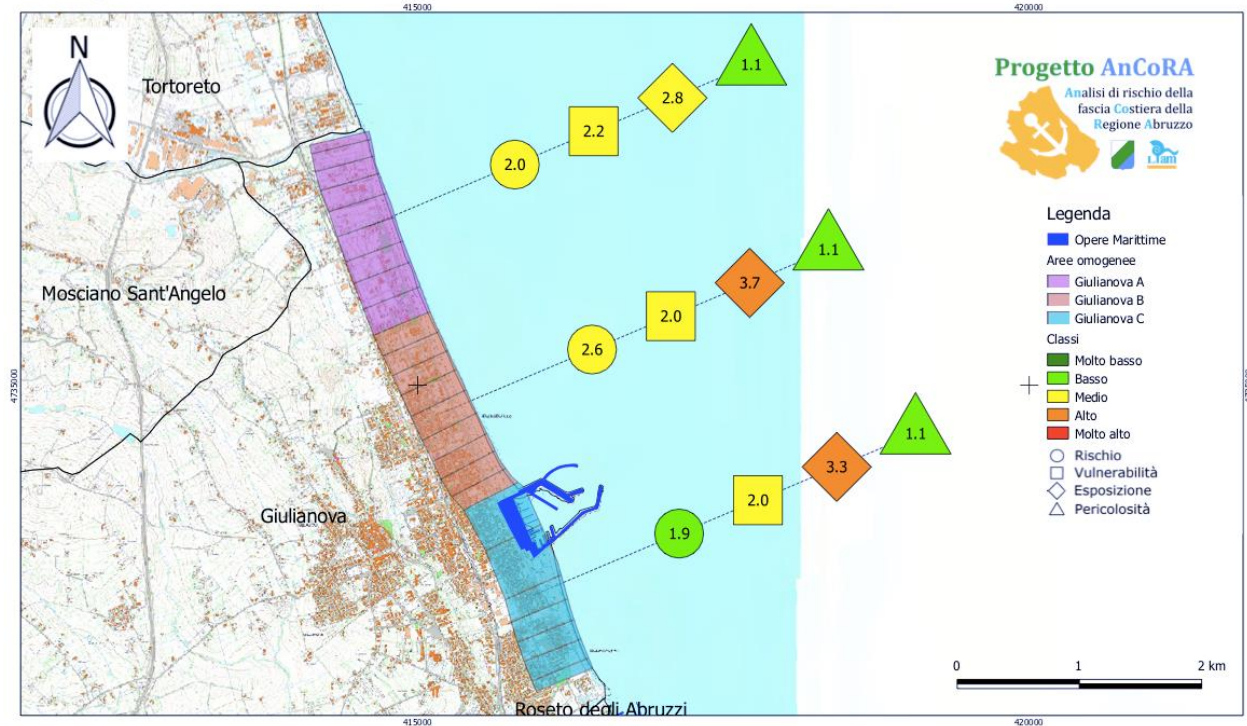 415000
420000
N
Tortoreto
Mosciano Sant'Angelo
Giulianova
Roseto degli Abruzzi
4735000
2.0
2.2
2.8
1.1
2.6
2.0
3.7
1.1
1.9
2.0
3.3
1.1
Progetto AnCoRA
Analisi di rischio della
fascia Costiera della
Regione Abruzzo
LIam
Legenda
Opere Marittime
Aree omogenee
Giulianova A
Giulianova B
Giulianova C
Classi
Molto basso
Basso
Medio
Alto
Molto alto
Rischio
Vulnerabilità
Esposizione
Pericolosità
0 1 2 km
415000
420000